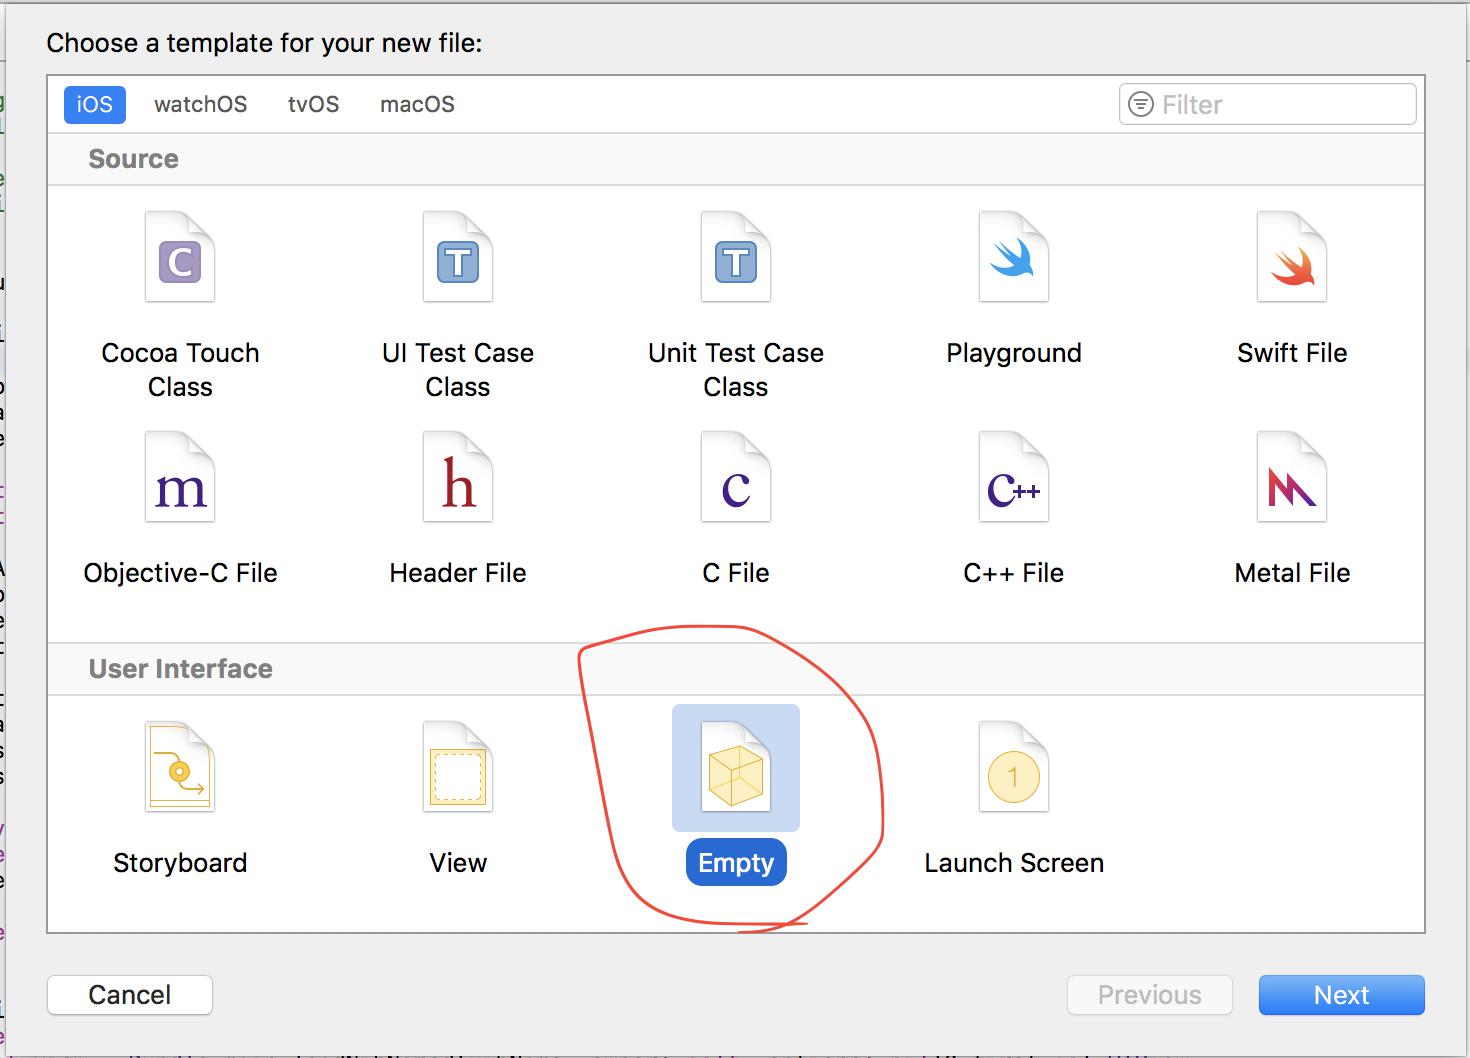 Choose a template for your new file:
iOS watchOS tvOS macOS Filter
Source
C T T
Cocoa Touch Class
UI Test Case Class
Unit Test Case Class
Playground
Swift File
m h c C++
Objective-C File
Header File
C File
C++ File
Metal File
User Interface
1
Storyboard
View
Empty
Launch Screen
Cancel Previous Next